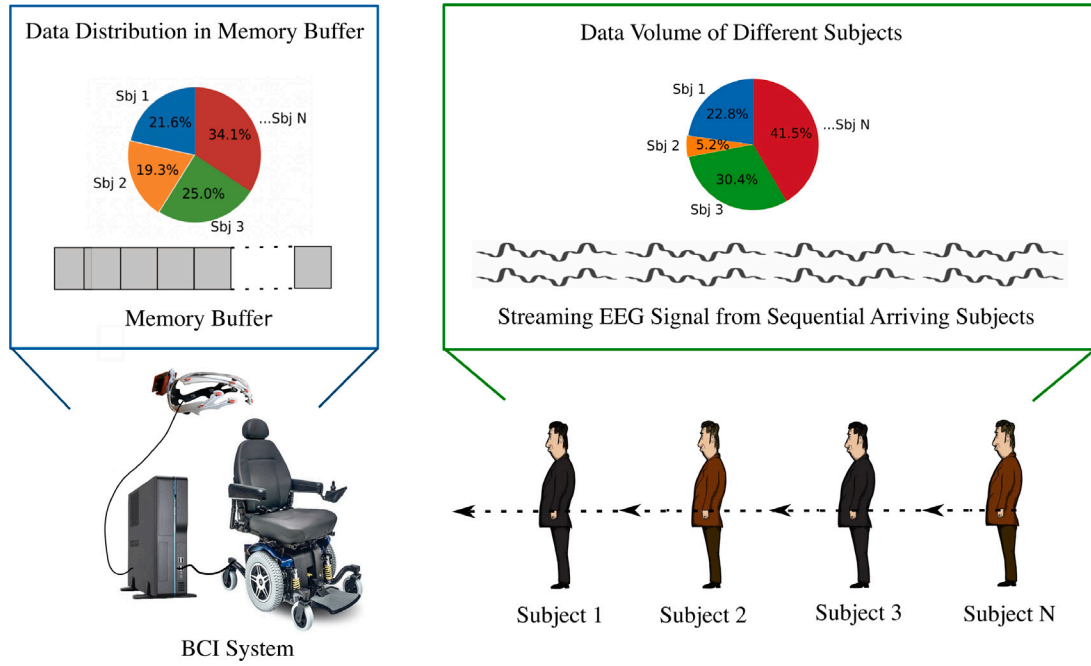 Data Distribution in Memory Buffer
Sbj 1
21.6%
34.1%
...Sbj N
Sbj 2
19.3%
25.0%
Sbj 3
Memory Buffer
Data Volume of Different Subjects
Sbj 1
22.8%
41.5%
...Sbj N
Sbj 2
5.2%
30.4%
Sbj 3
Streaming EEG Signal from Sequential Arriving Subjects
BCI System
Subject 1
Subject 2
Subject 3
Subject N